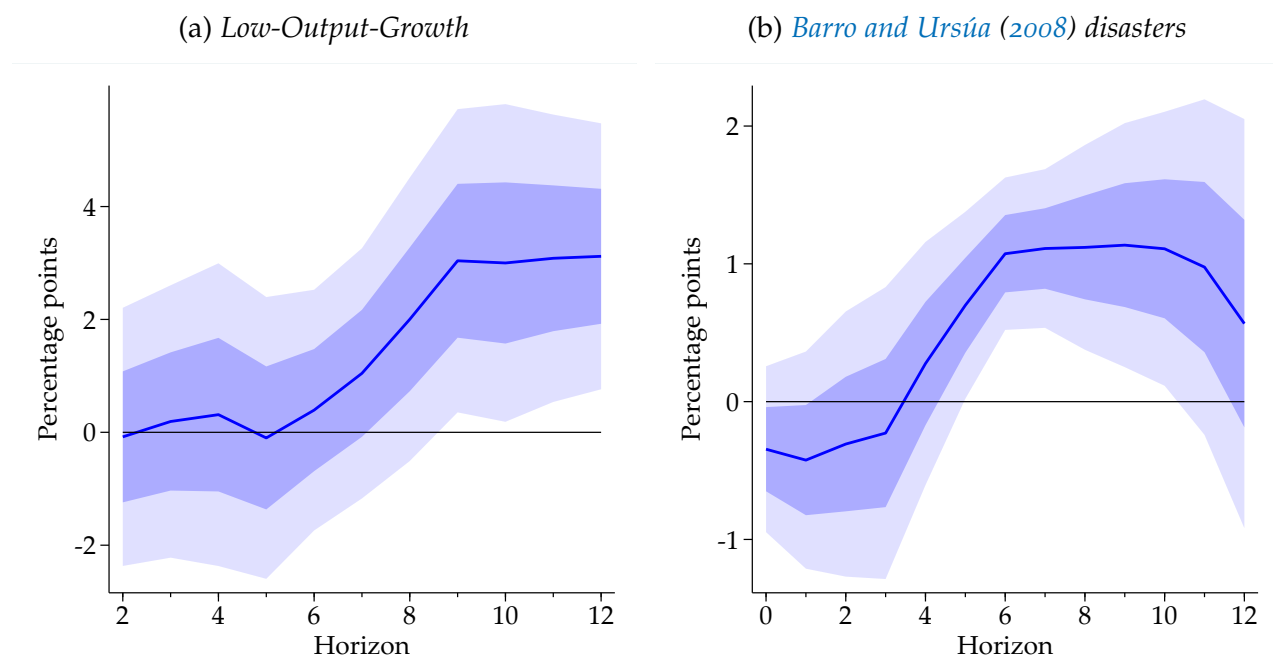 (a) Low-Output-Growth
Percentage points
4
2
0
-2
2 4 6 8 10 12
Horizon
(b) Barro and Ursúa (2008) disasters
Percentage points
2
1
0
-1
0 2 4 6 8 10 12
Horizon